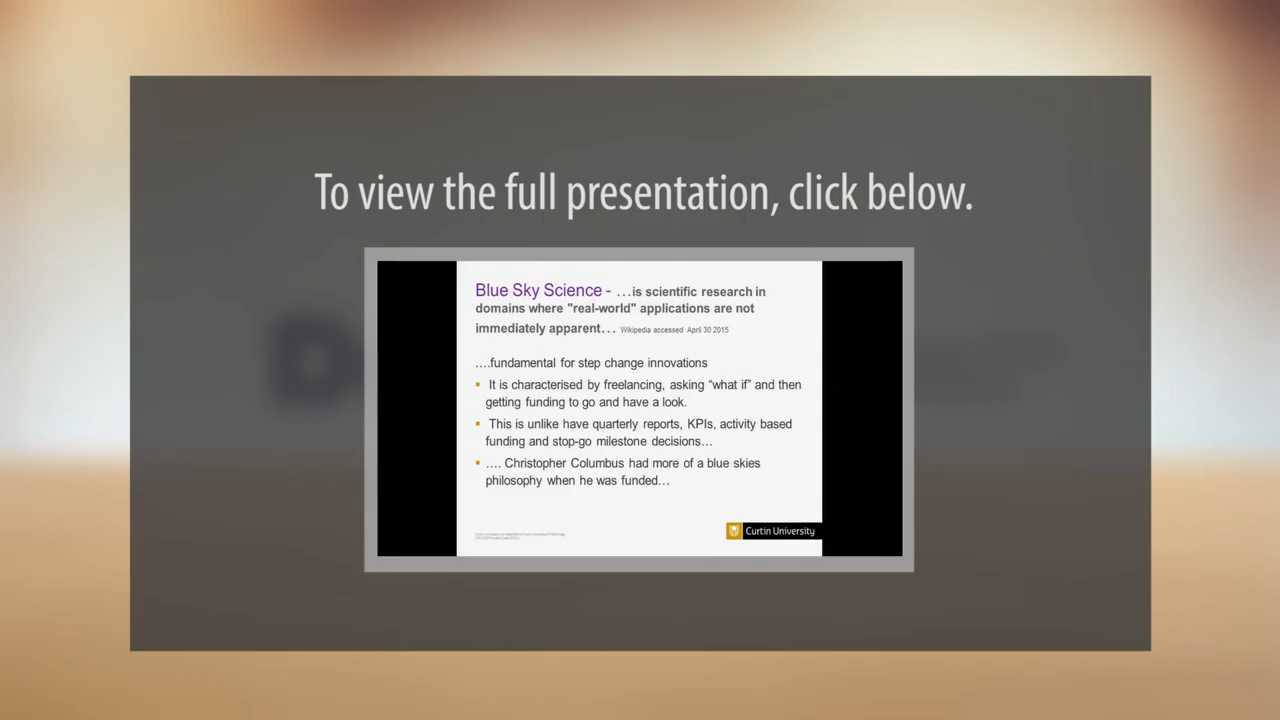 To view the full presentation, click below.
Blue Sky Science - …is scientific research in
domains where "real-world" applications are not
immediately apparent… Wikipedia accessed April 30 2015
….fundamental for step change innovations
▪ It is characterised by freelancing, asking “what if” and then
getting funding to go and have a look.
▪ This is unlike have quarterly reports, KPIs, activity based
funding and stop-go milestone decisions…
▪ …. Christopher Columbus had more of a blue skies
philosophy when he was funded…
Curtin University